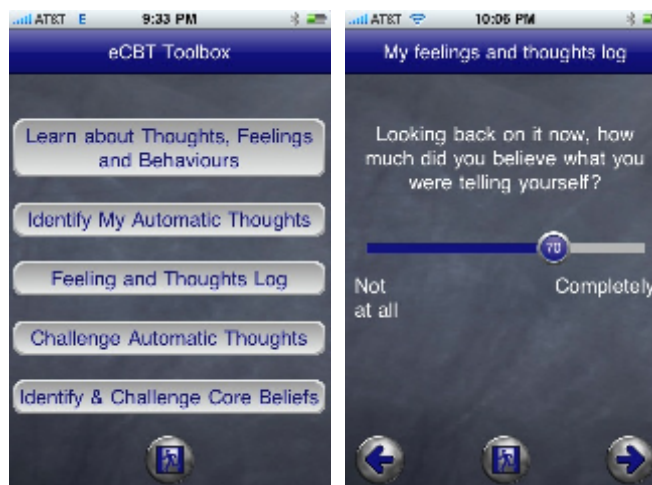 AT&T E 9:33 PM
eCBT Toolbox
Learn about Thoughts, Feelings
and Behaviours
Identify My Automatic Thoughts
Feeling and Thoughts Log
Challenge Automatic Thoughts
Identify & Challenge Core Beliefs
AT&T 10:06 PM
My feelings and thoughts log
Looking back on it now, how
much did you believe what you
were telling yourself?
70
Not
at all
Completely